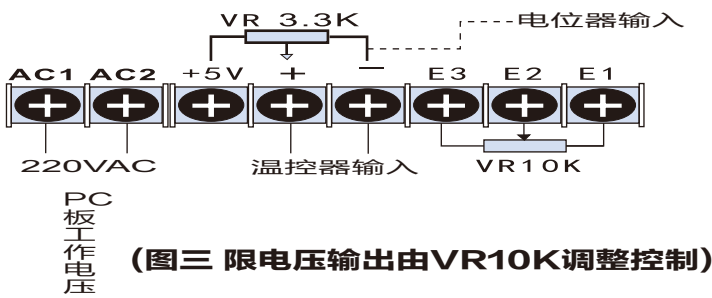 VR 3.3K
电位器输入
AC1 AC2 +5V + — E3 E2 E1
220VAC
温控器输入
VR10K
PC
板
工
作
电
压
(图三 限电压输出由VR10K调整控制)